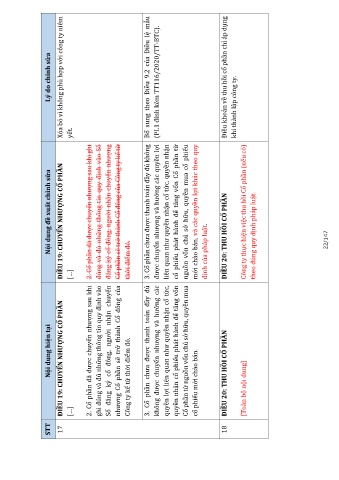 STT
Nội dung hiện tại
Nội dung đề xuất chỉnh sửa
Lý do chỉnh sửa
17
ĐIỀU 19: CHUYỂN NHƯỢNG CỔ PHẦN
[...]
2. Cổ phần đã được chuyển nhượng sau khi
ghi đúng và đủ những thông tin quy định vào
Sổ đăng ký cổ đông, người nhận chuyển
nhượng Cổ phần sẽ trở thành Cổ đông của
Công ty kể từ thời điểm đó.
3. Cổ phần chưa được thanh toán đầy đủ
không được chuyển nhượng và hưởng các
quyền lợi liên quan như quyền nhận cổ tức,
quyền nhận cổ phiếu phát hành để tăng vốn
Cổ phần từ nguồn vốn chủ sở hữu, quyền mua
cổ phiếu mới chào bán.
ĐIỀU 19: CHUYỂN NHƯỢNG CỔ PHẦN
[...]
2. Cổ phần đã được chuyển nhượng sau khi ghi
đúng và đủ những thông tin quy định vào Sổ
đăng ký cổ đông, người nhận chuyển nhượng
Cổ phần sẽ trở thành Cổ đông của Công ty kể từ
thời điểm đó.
3. Cổ phần chưa được thanh toán đầy đủ không
được chuyển nhượng và hưởng các quyền lợi
liên quan như quyền nhận cổ tức, quyền nhận
cổ phiếu phát hành để tăng vốn Cổ phần từ
nguồn vốn chủ sở hữu, quyền mua cổ phiếu
mới chào bán, và các quyền lợi khác theo quy
định của pháp luật.
Xóa bỏ vì không phù hợp với công ty niêm
yết.
Bổ sung theo Điều 9.2 của Điều lệ mẫu
(PL1 đính kèm TT116/2020/TT-BTC).
18
ĐIỀU 20: THU HỒI CỔ PHẦN
[Toàn bộ nội dung]
ĐIỀU 20: THU HỒI CỔ PHẦN
Công ty thực hiện việc thu hồi Cổ phần (nếu có)
theo đúng quy định pháp luật.
Điều khoản về thu hồi cổ phần chỉ áp dụng
khi thành lập công ty.
22/147